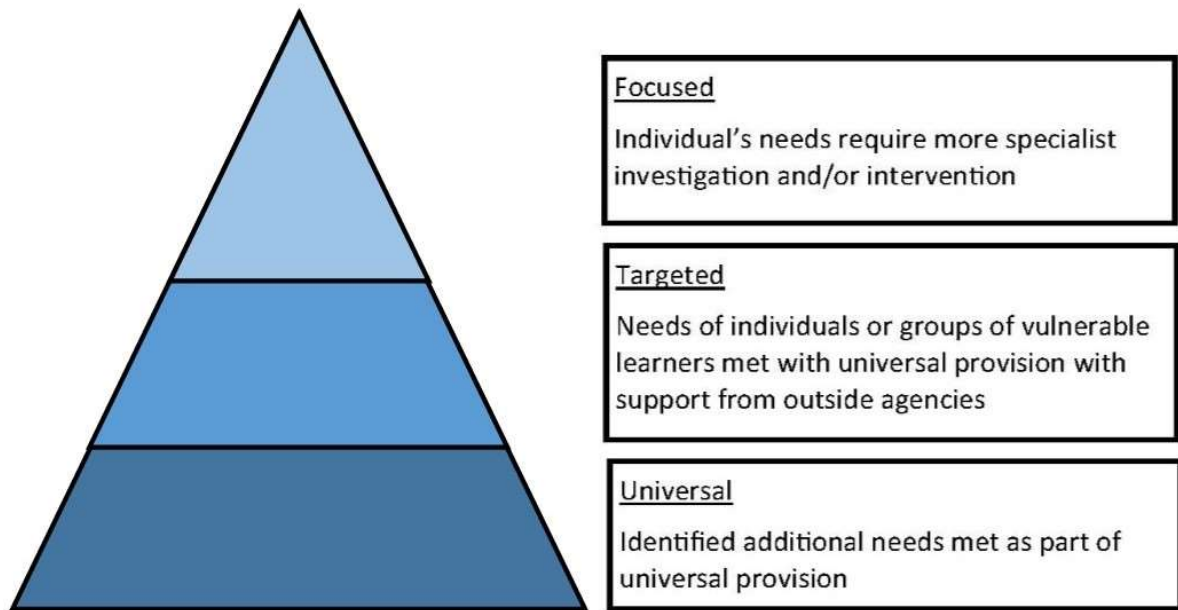 Focused
Individual’s needs require more specialist
investigation and/or intervention
Targeted
Needs of individuals or groups of vulnerable
learners met with universal provision with
support from outside agencies
Universal
Identified additional needs met as part of
universal provision